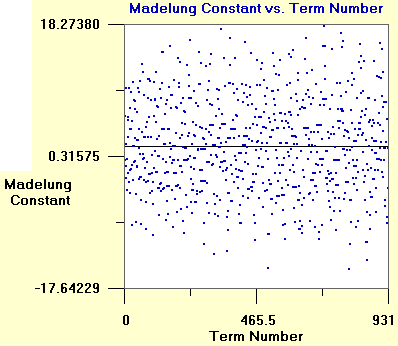 Madelung Constant vs. Term Number
18.27380
0.31575
Madelung
Constant
-17.64229
0 465.5 931
Term Number